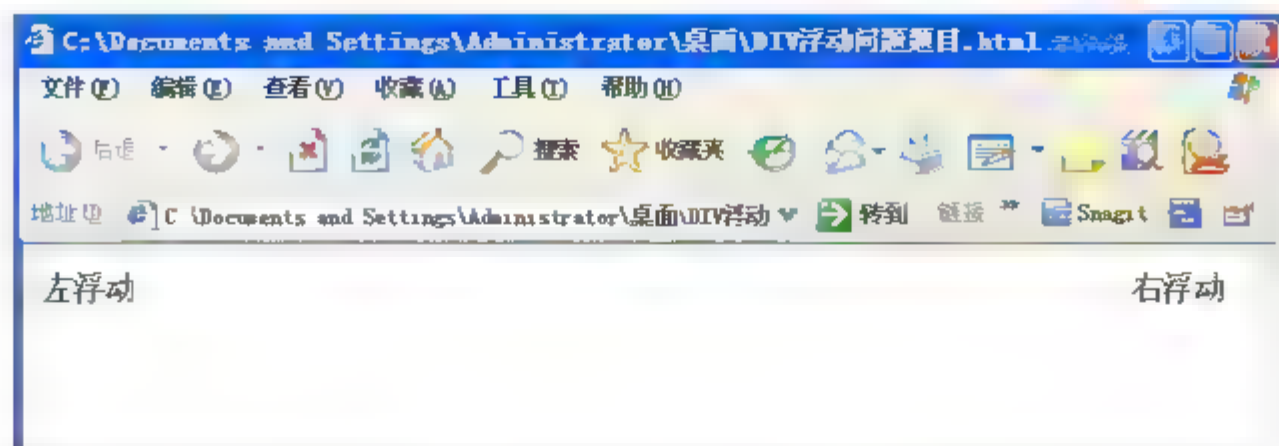 C:\Documents and Settings\Administrator\桌面\DIV浮动问题题目.html
文件(F) 编辑(E) 查看(V) 收藏(A) 工具(T) 帮助(H)
后退 搜索 收藏夹
地址(D) C:\Documents and Settings\Administrator\桌面\DIV浮动 转到 链接 » Snagit
左浮动 右浮动